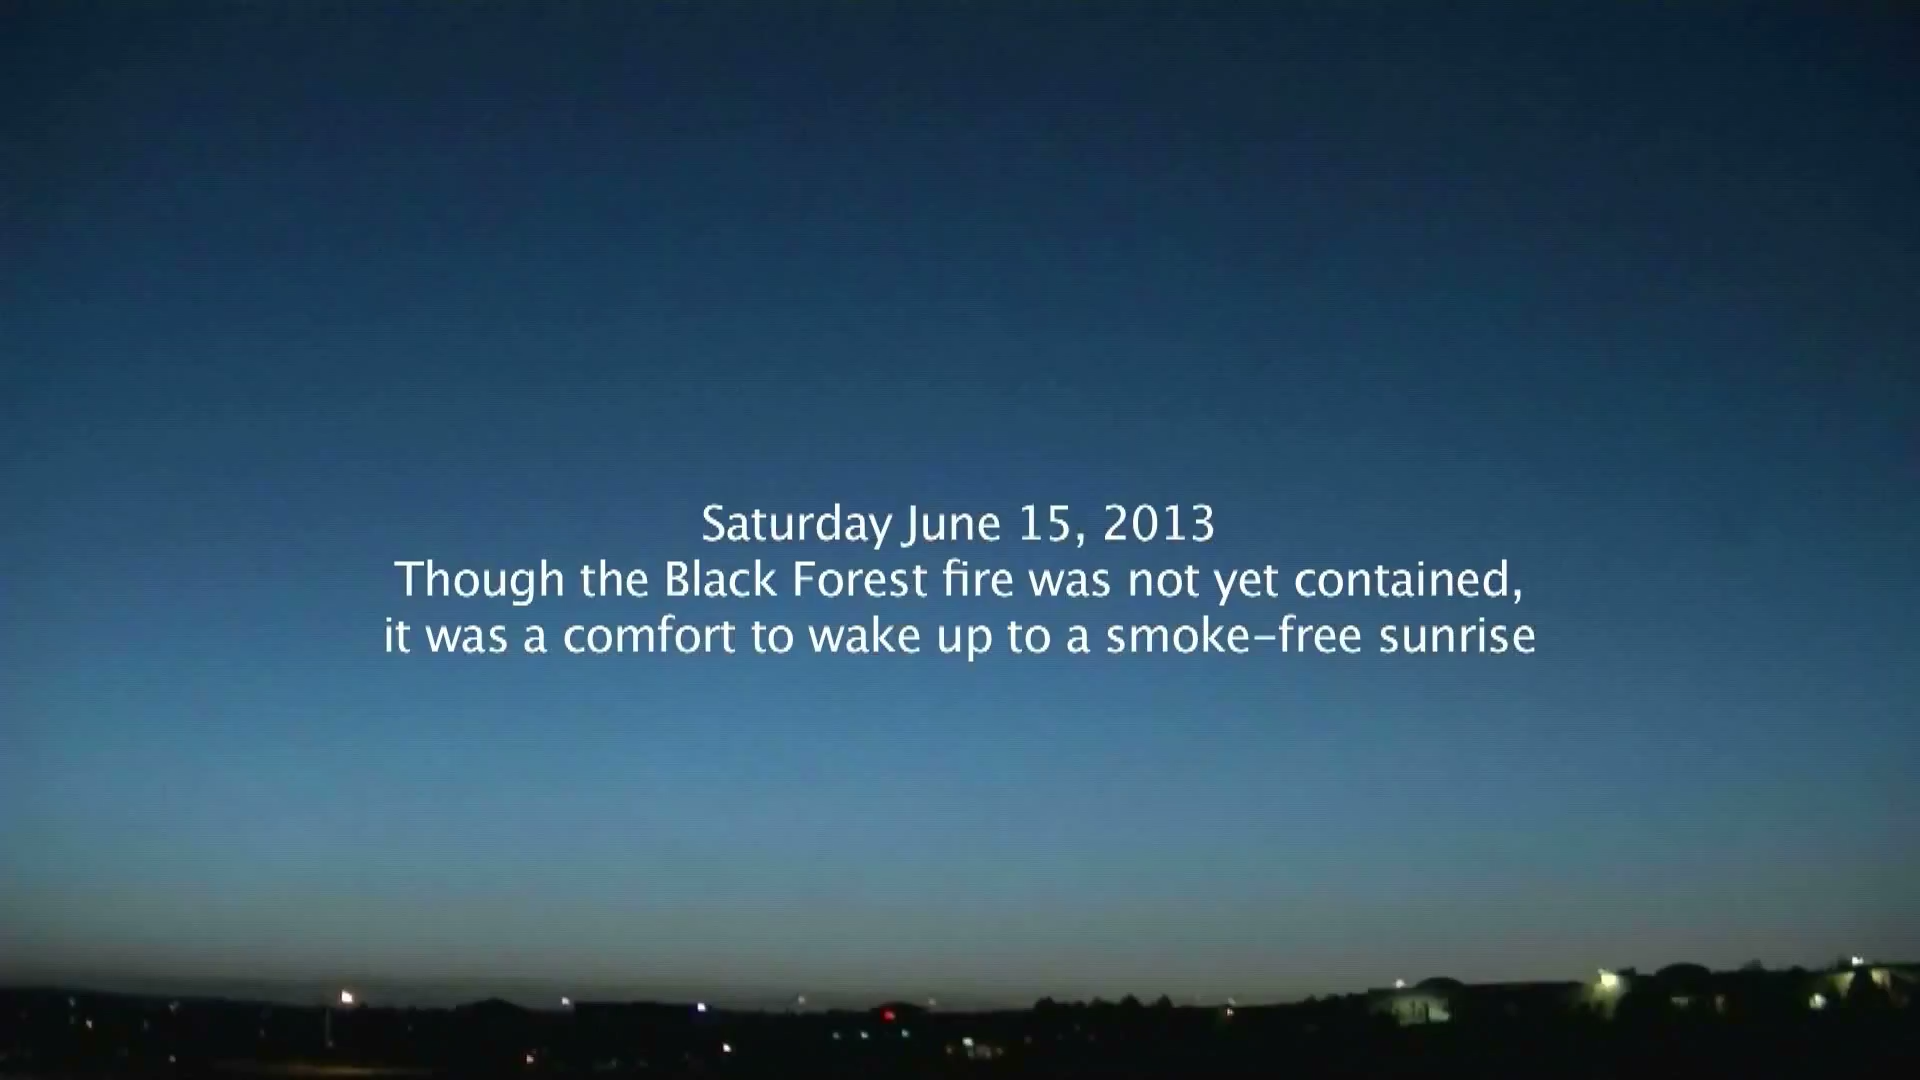 Saturday June 15, 2013
Though the Black Forest fire was not yet contained,
it was a comfort to wake up to a smoke-free sunrise